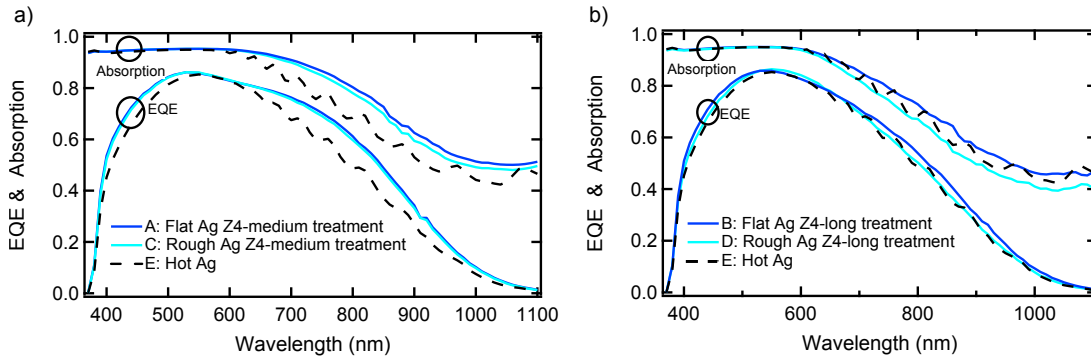 a)
1.0
0.8
0.6
0.4
0.2
0.0
EQE & Absorption
Absorption
EQE
A: Flat Ag Z4-medium treatment
C: Rough Ag Z4-medium treatment
E: Hot Ag
400 500 600 700 800 900 1000 1100
Wavelength (nm)
b)
1.0
0.8
0.6
0.4
0.2
0.0
EQE & Absorption
Absorption
EQE
B: Flat Ag Z4-long treatment
D: Rough Ag Z4-long treatment
E: Hot Ag
400 600 800 1000
Wavelength (nm)